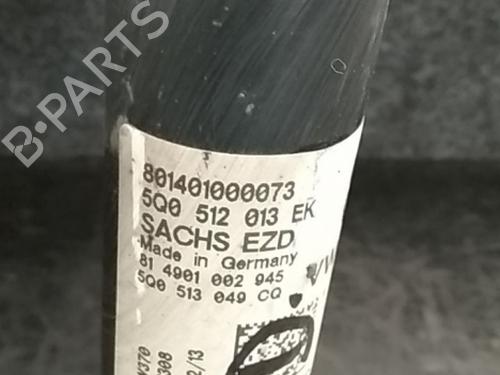 B-PARTS
801401000073
5Q0 512 013 EK
SACHS EZD
Made in Germany
81 4901 002 945
5Q0 513 049 CQ